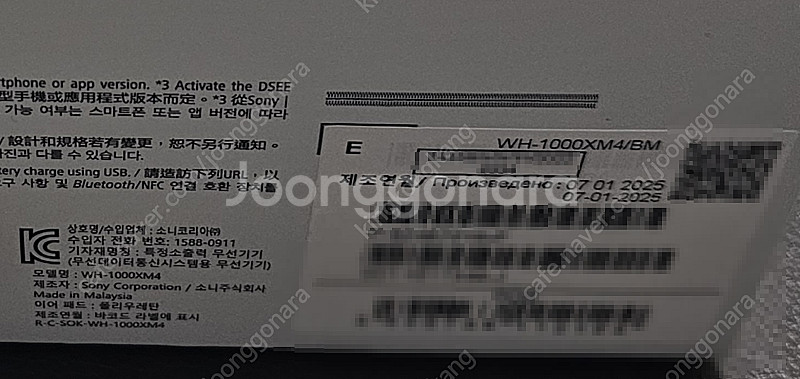 rtphone or app version. *3 Activate the DSEE
型手機或應用程式版本而定。*3 從Sony |
가능 여부는 스마트폰 또는 앱 버전에 따라
/ 設計和規格若有變更，恕不另行通知。
사진과 다를 수 있습니다.
tery charge using USB. / 請造訪下列URL，以
구 사항 및 Bluetooth/NFC 연결 호환 장치를
상호명/수입업체 : 소니코리아㈜
수입자 전화 번호: 1588-0911
기자재명칭 : 특정소출력 무선기기
(무선데이터통신시스템용 무선기기)
모델명 : WH-1000XM4
제조자 : Sony Corporation / 소니주식회사
Made in Malaysia
이어 패드 : 폴리우레탄
제조연월 : 바코드 라벨에 표시
R-C-SOK-WH-1000XM4
E
WH-1000XM4/BM
제조연월/ Произведено : 07 01 2025
07-01-2025
Joonggonara
cafe.naver.com/joonggonara